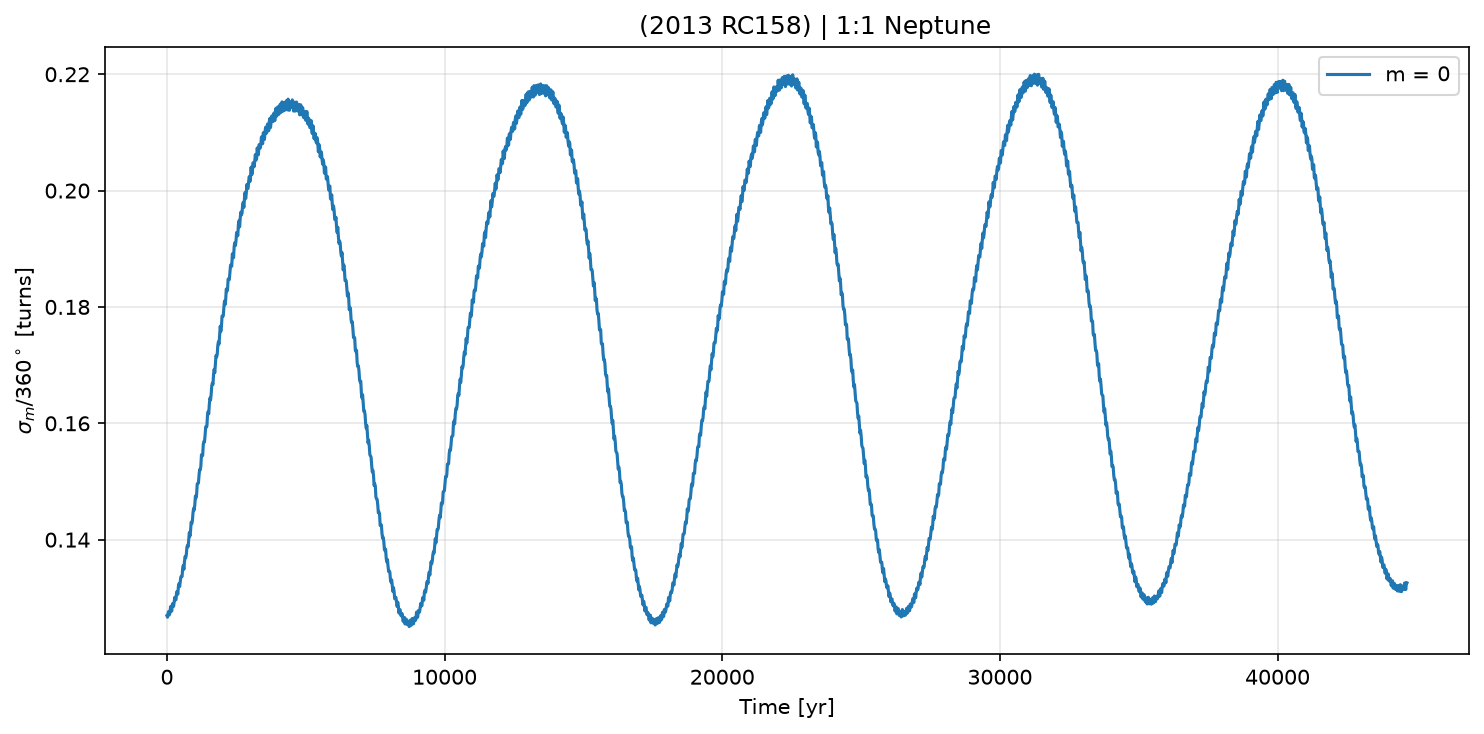 (2013 RC158) | 1:1 Neptune
m = 0
0.22
0.20
0.18
0.16
0.14
σₘ/360° [turns]
0 10000 20000 30000 40000
Time [yr]